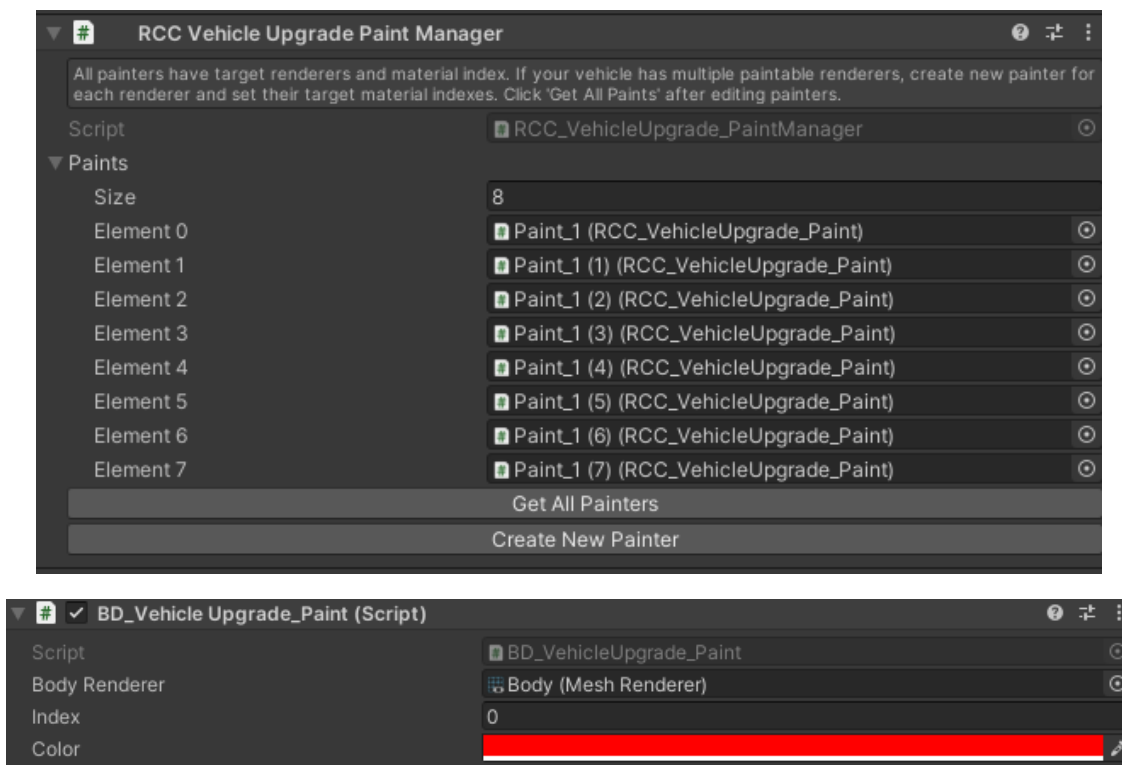 RCC Vehicle Upgrade Paint Manager
All painters have target renderers and material index. If your vehicle has multiple paintable renderers, create new painter for
each renderer and set their target material indexes. Click 'Get All Paints' after editing painters.
Script RCC_VehicleUpgrade_PaintManager
Paints
Size 8
Element 0 Paint_1 (RCC_VehicleUpgrade_Paint)
Element 1 Paint_1 (1) (RCC_VehicleUpgrade_Paint)
Element 2 Paint_1 (2) (RCC_VehicleUpgrade_Paint)
Element 3 Paint_1 (3) (RCC_VehicleUpgrade_Paint)
Element 4 Paint_1 (4) (RCC_VehicleUpgrade_Paint)
Element 5 Paint_1 (5) (RCC_VehicleUpgrade_Paint)
Element 6 Paint_1 (6) (RCC_VehicleUpgrade_Paint)
Element 7 Paint_1 (7) (RCC_VehicleUpgrade_Paint)
Get All Painters
Create New Painter
BD_Vehicle Upgrade_Paint (Script)
Script BD_VehicleUpgrade_Paint
Body Renderer Body (Mesh Renderer)
Index 0
Color